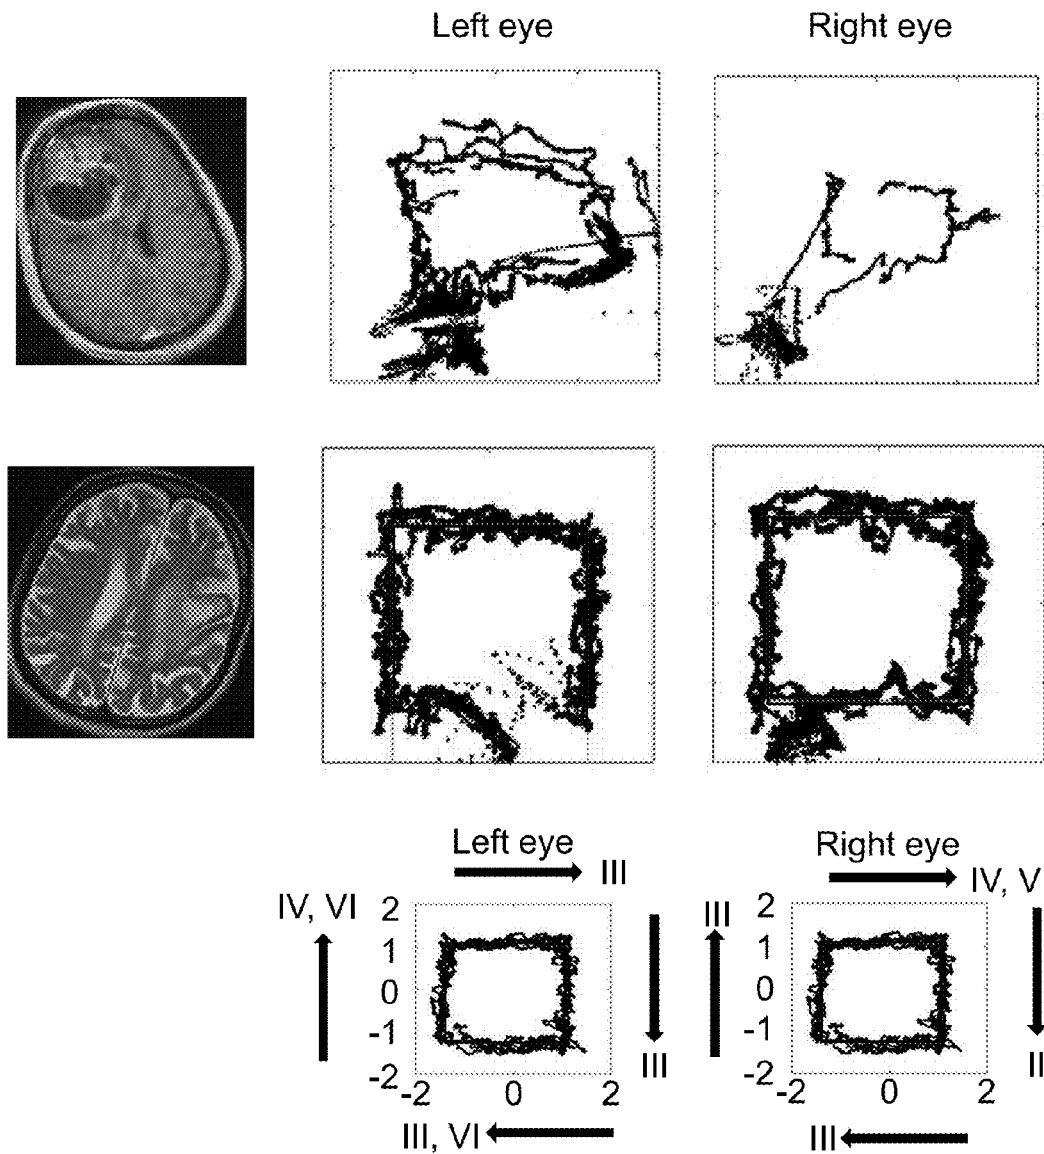 Left eye Right eye
Left eye Right eye
III IV, V
IV, VI III
2 2
1 1
0 0
-1 -1
III II
-2 -2
-2 0 2 -2 0 2
III, VI III